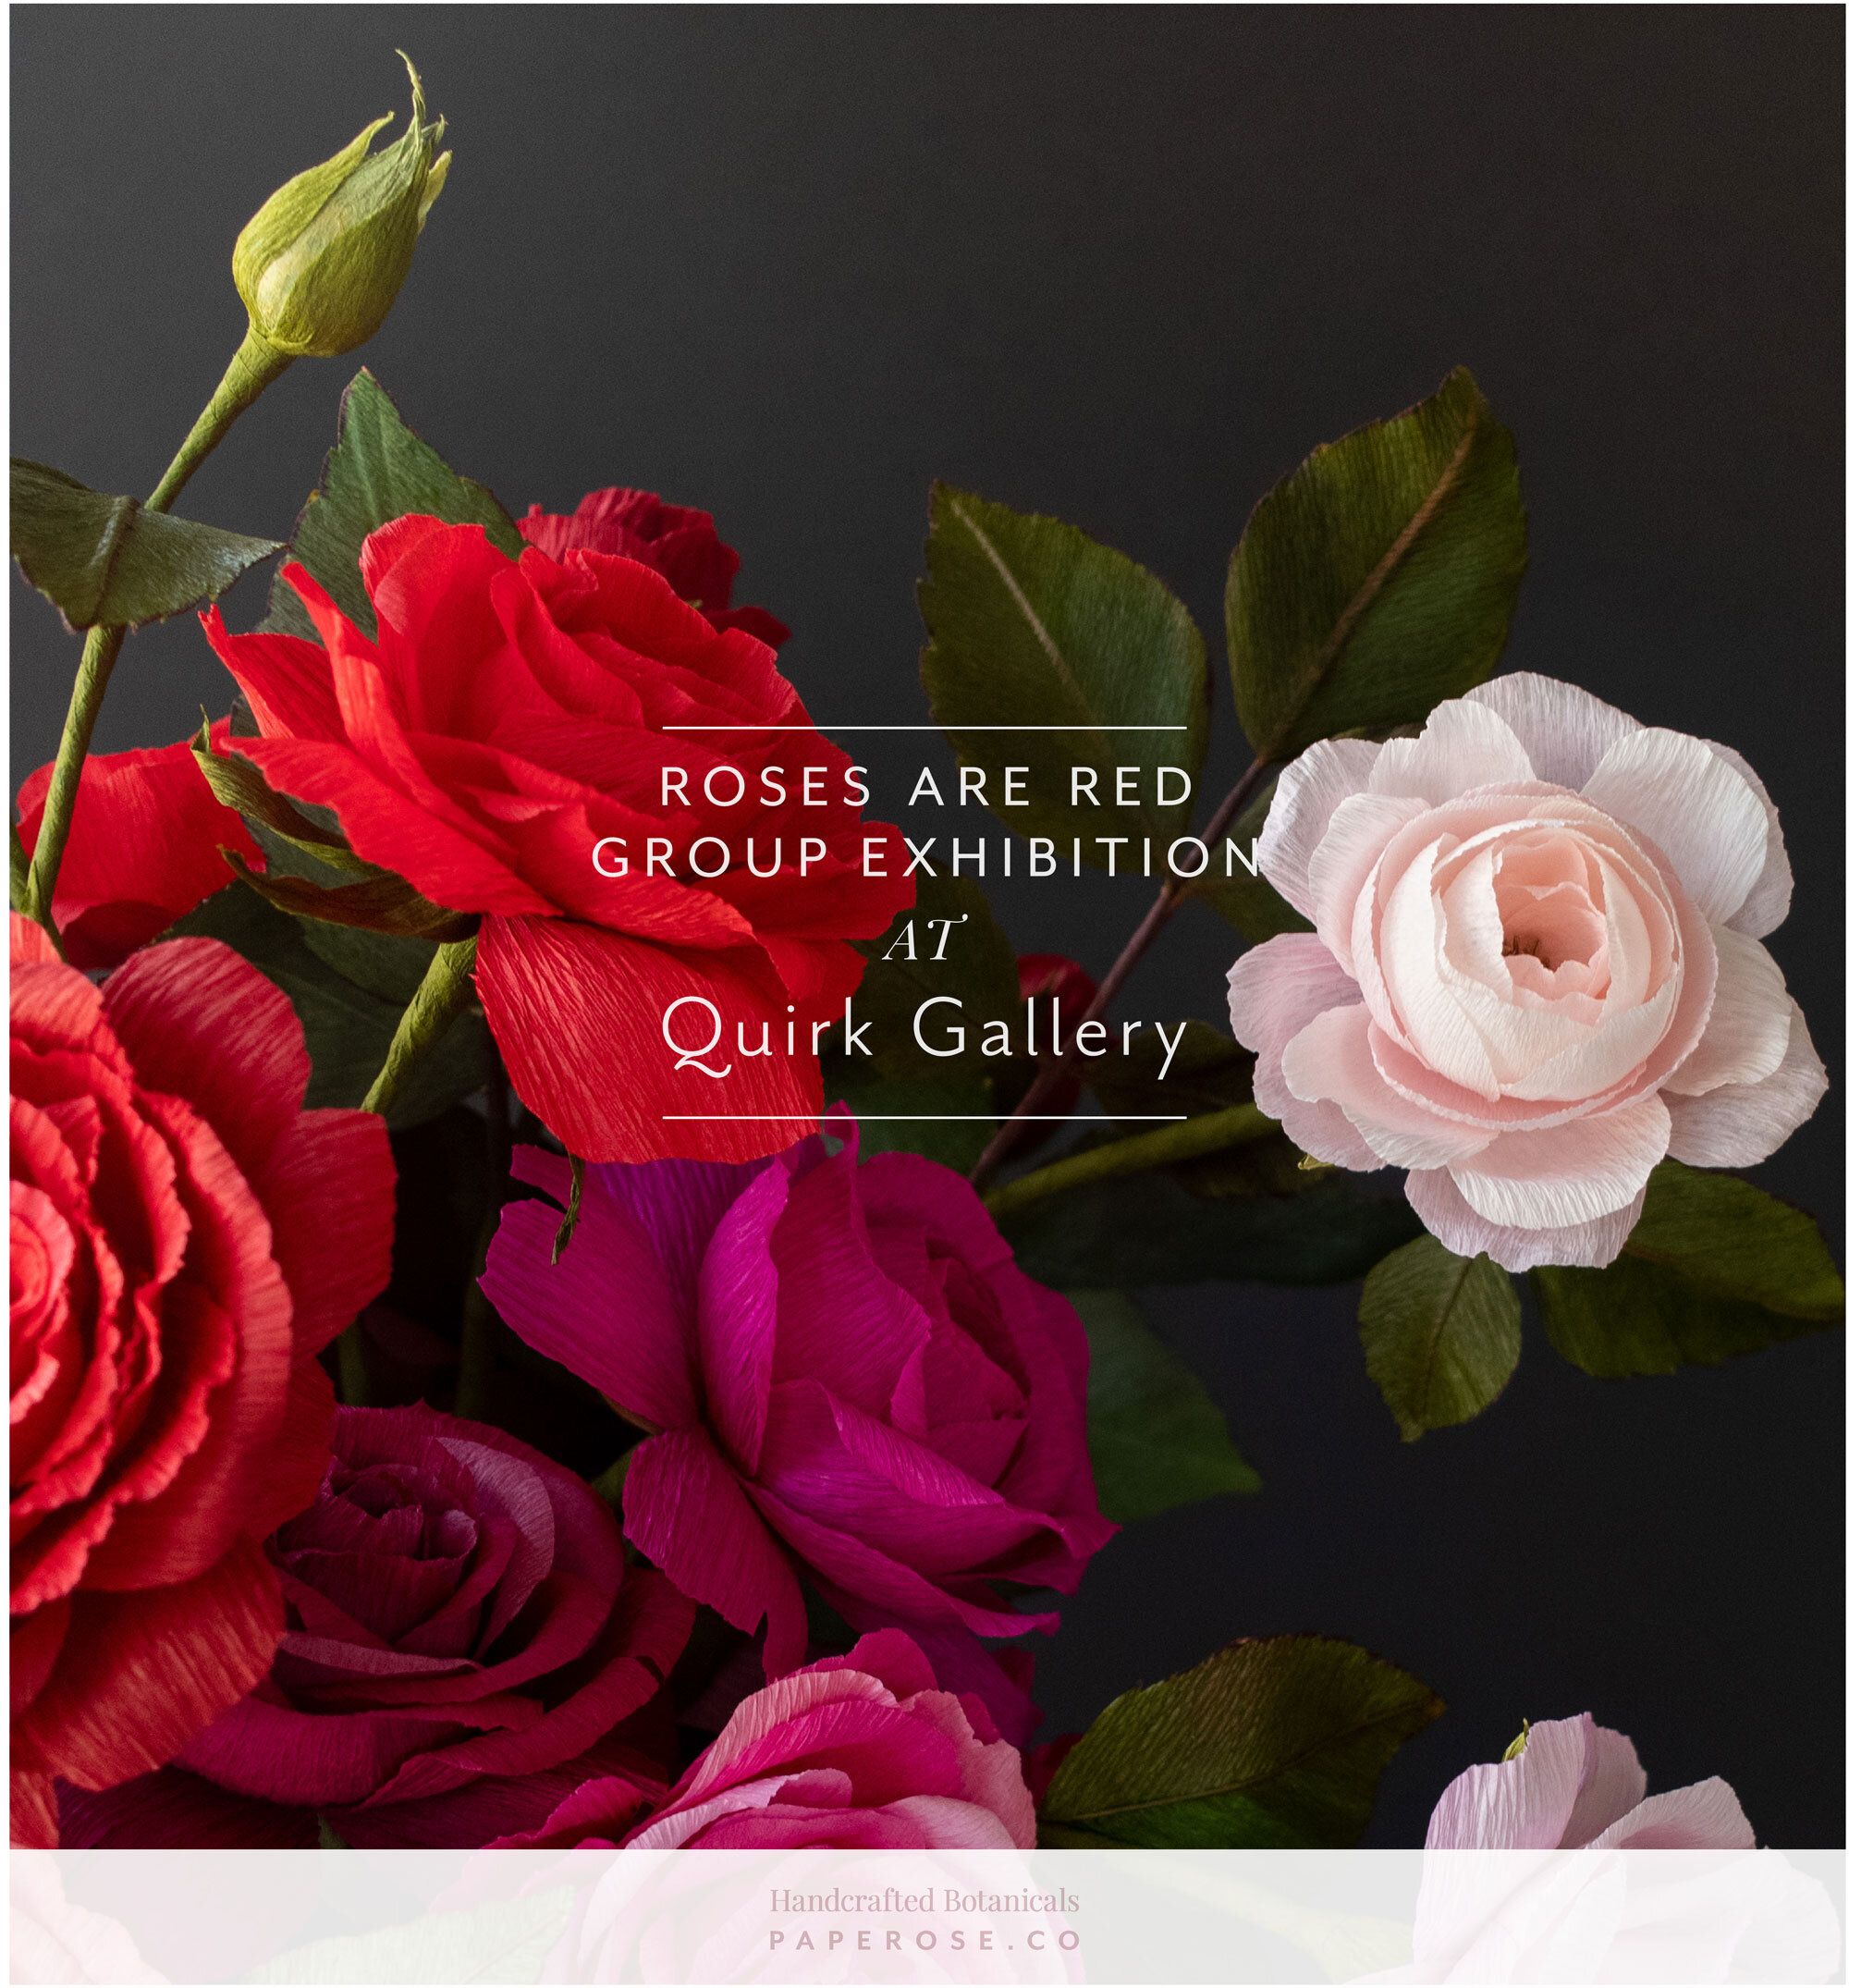 ROSES ARE RED
GROUP EXHIBITION
AT
Quirk Gallery
Handcrafted Botanicals
PAPEROSE.CO